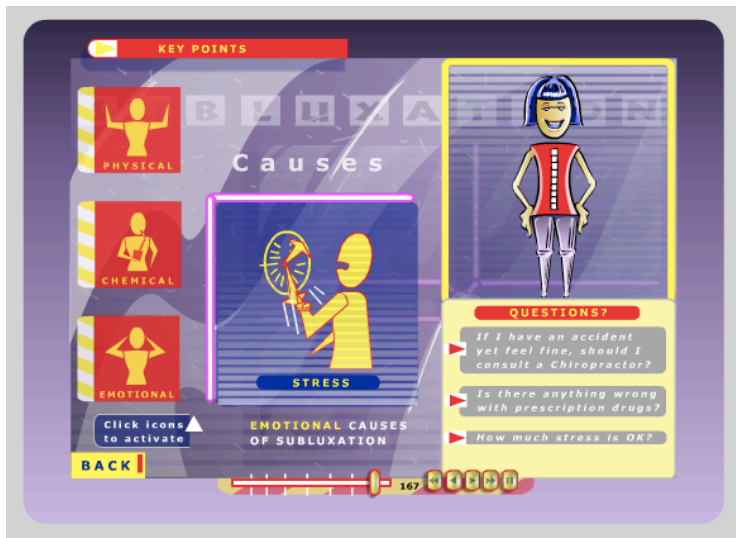 KEY POINTS
SUBLUXATION
Causes
PHYSICAL
CHEMICAL
EMOTIONAL
STRESS
Click icons
to activate
EMOTIONAL CAUSES
OF SUBLUXATION
BACK
167
QUESTIONS?
If I have an accident
yet feel fine, should I
consult a Chiropractor?
Is there anything wrong
with prescription drugs?
How much stress is OK?